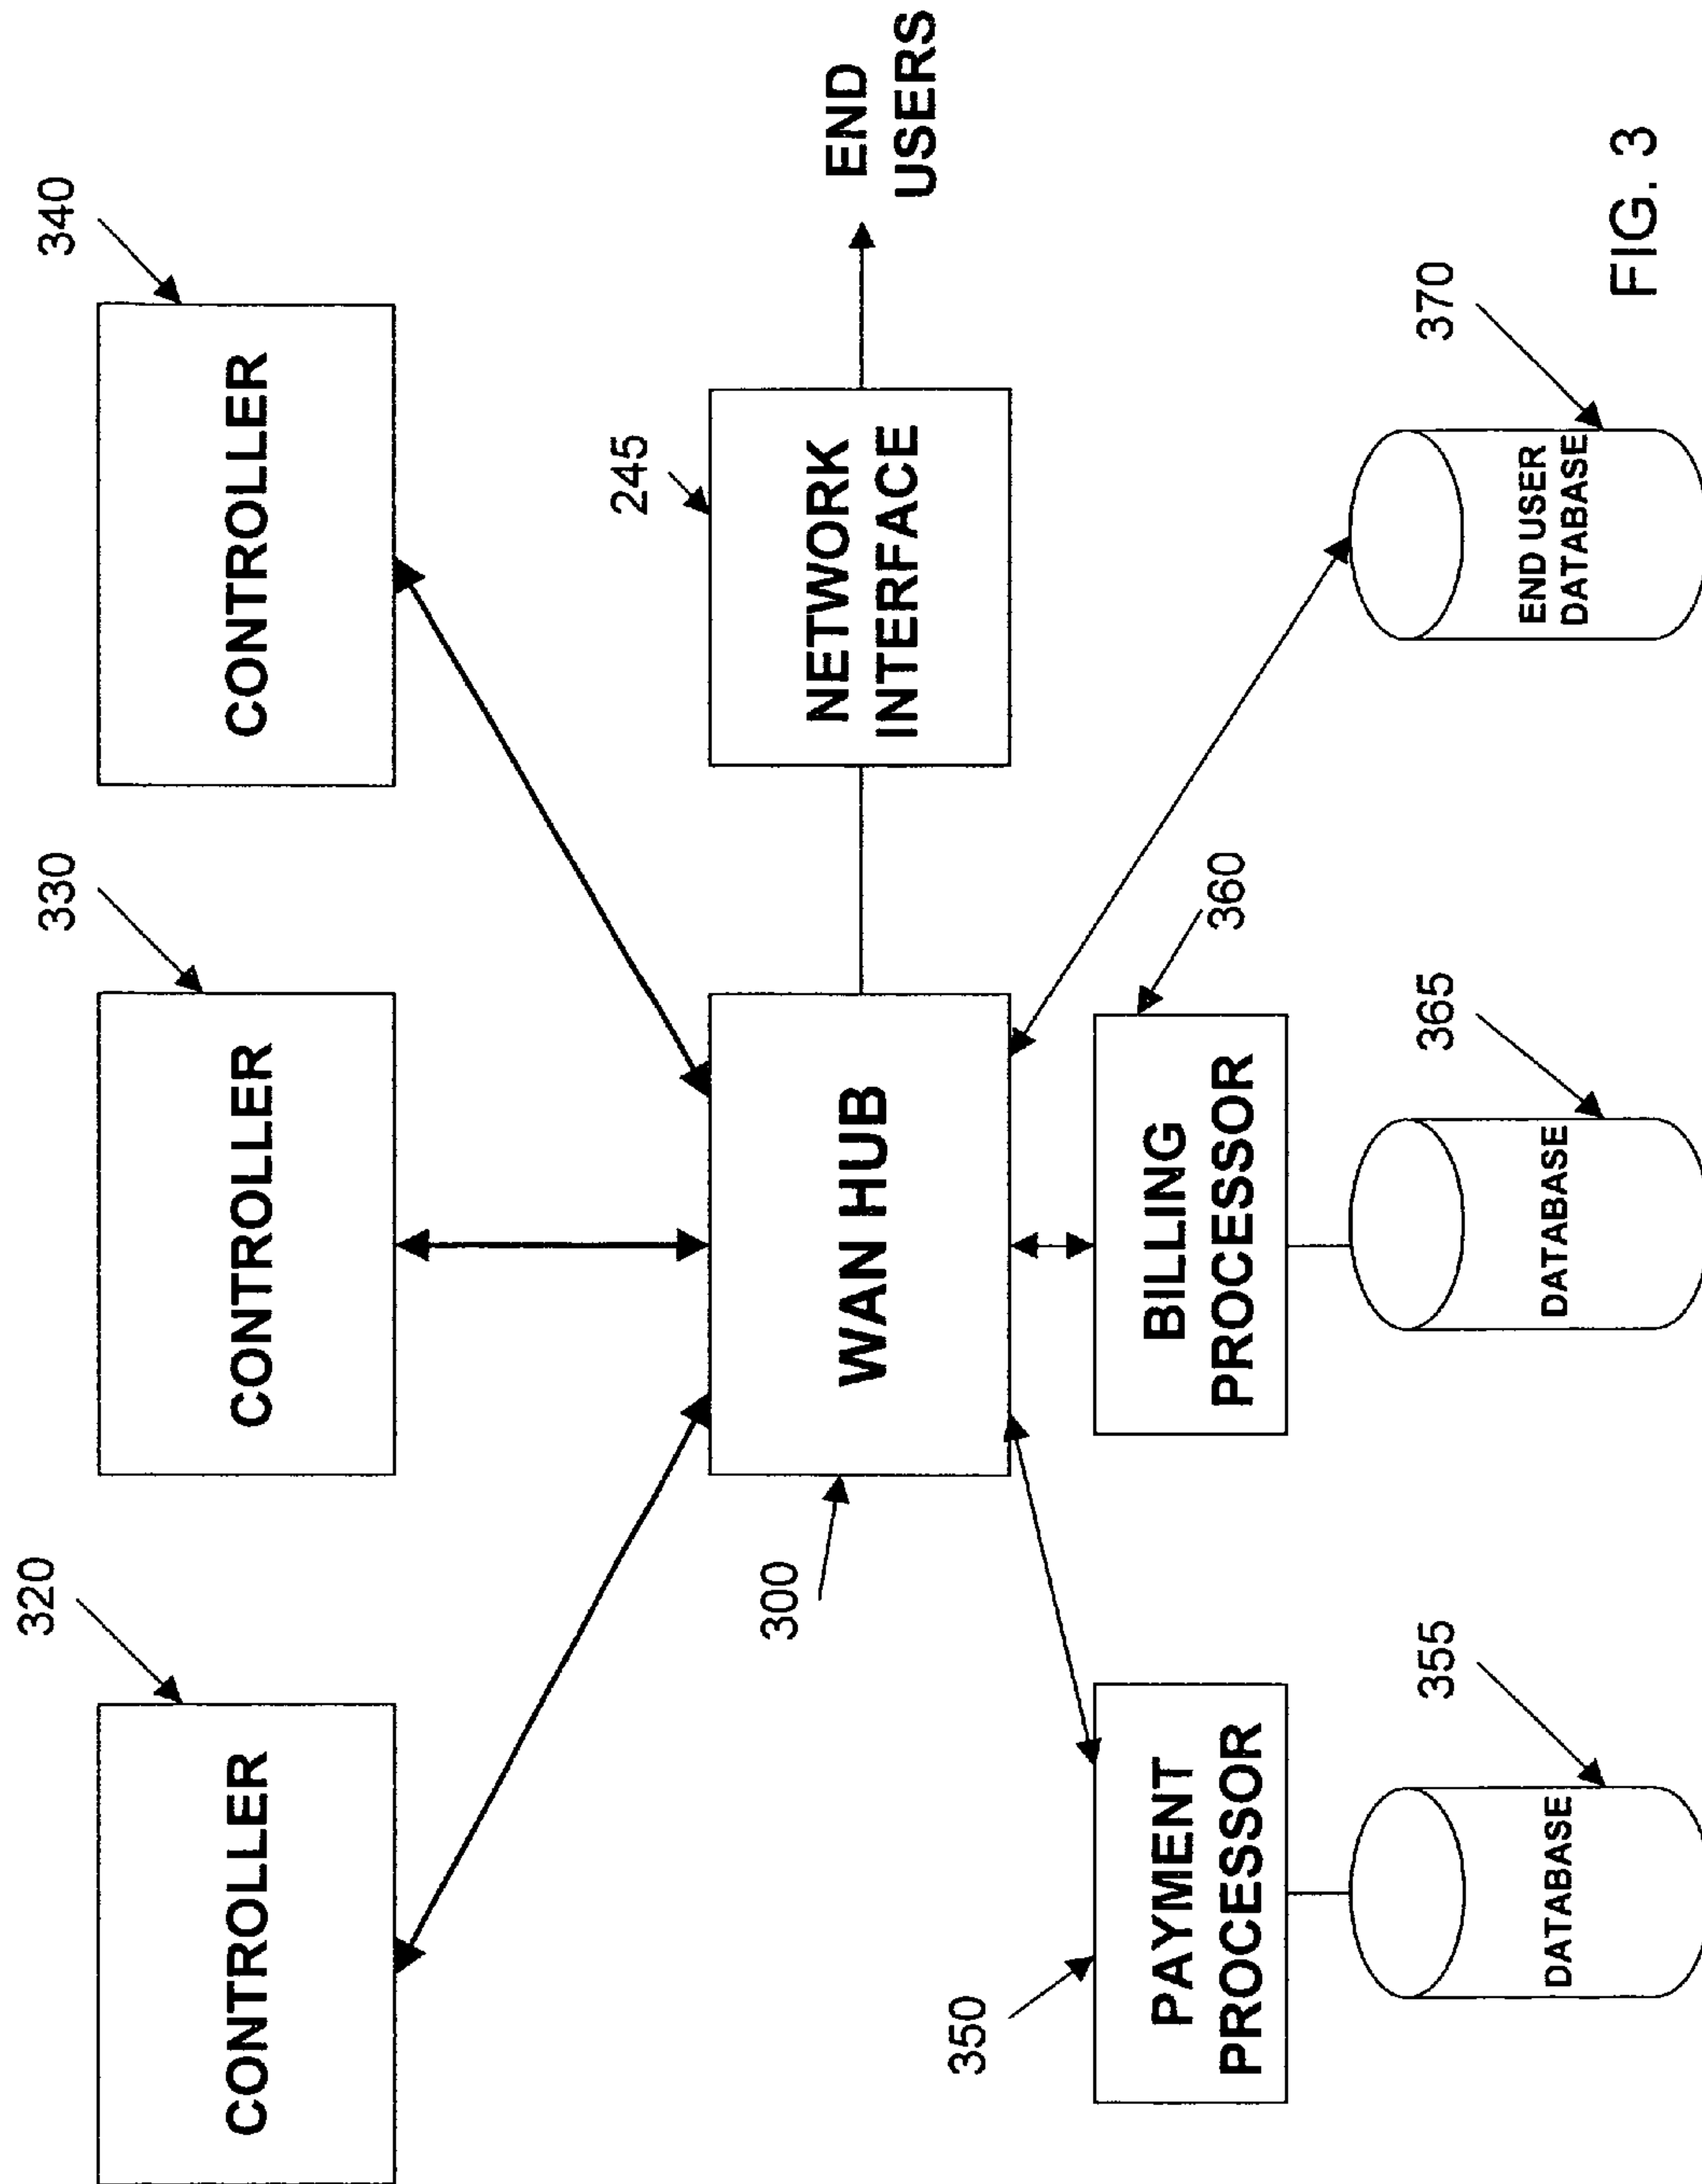 320
330
340
CONTROLLER
CONTROLLER
CONTROLLER
300
WAN HUB
245
NETWORK
INTERFACE
END
USERS
350
PAYMENT
PROCESSOR
360
BILLING
PROCESSOR
355
DATABASE
365
DATABASE
370
END USER
DATABASE
FIG. 3